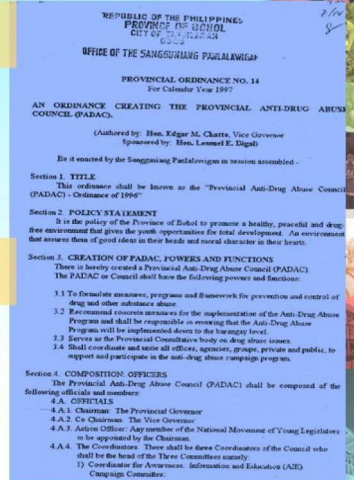 REPUBLIC OF THE PHILIPPINES
PROVINCE OF BOHOL
CITY OF TAGBILARAN
OFFICE OF THE SANGGUNIANG PANLALAWIGAN
PROVINCIAL ORDINANCE NO. 14
For Calendar Year 1997
AN ORDINANCE CREATING THE PROVINCIAL ANTI-DRUG ABUSE
COUNCIL (PADAC).
(Authored by: Hon. Edgar M. Chatto, Vice Governor
Sponsored by: Hon. Leonuel E. Digal)
Be it enacted by the Sangguniang Panlalawigan in session assembled -
Section 1. TITLE
This ordinance shall be known as the "Provincial Anti-Drug Abuse Council
(PADAC) - Ordinance of 1996"
Section 2. POLICY STATEMENT
It is the policy of the Province of Bohol to promote a healthy, peaceful and drug-
free environment that gives the youth opportunities for total development. An environment
that assures them of good ideas in their heads and moral character in their hearts.
Section 3. CREATION OF PADAC, POWERS AND FUNCTIONS
There is hereby created a Provincial Anti-Drug Abuse Council (PADAC).
The PADAC or Council shall have the following powers and functions:
3.1 To formulate measures, programs and framework for prevention and control of
drug and other substance abuse.
3.2 Recommend concrete measures for the implementation of the Anti-Drug Abuse
Program and shall be responsible in ensuring that the Anti-Drug Abuse
Program will be implemented down to the barangay level.
3.3 Serves as the Provincial Consultative body on drug abuse issues.
3.4 Shall coordinate and unite all offices, agencies, groups, private and public, to
support and participate in the anti-drug abuse campaign program.
Section 4. COMPOSITION: OFFICERS
The Provincial Anti-Drug Abuse Council (PADAC) shall be composed of the
following officials and members:
4.A. OFFICIALS
4.A.1. Chairman: The Provincial Governor
4.A.2. Co Chairman: The Vice Governor
4.A.3. Action Officer: Any member of the National Movement of Young Legislators
to be appointed by the Chairman.
4.A.4. The Coordinators. There shall be three Coordinators of the Council who
shall be the head of the Three Committees namely:
1) Coordinator for Awareness. Information and Education (AIE)
Campaign Committee.